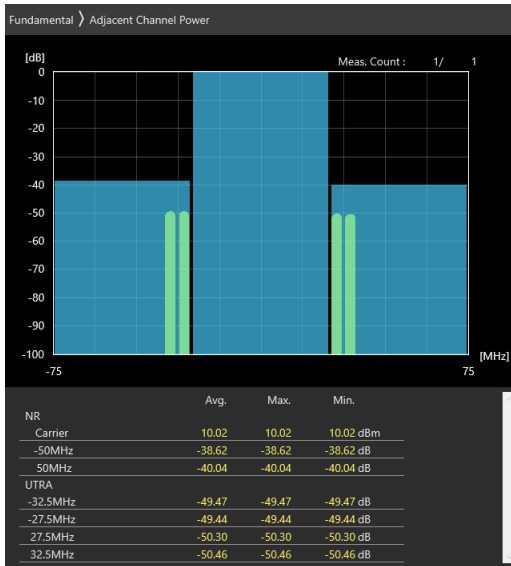 Fundamental 〉 Adjacent Channel Power
[dB]
Meas. Count : 1/ 1
0
-10
-20
-30
-40
-50
-60
-70
-80
-90
-100
[MHz]
-75 75
Avg. Max. Min.
NR
Carrier 10.02 10.02 10.02 dBm
-50MHz -38.62 -38.62 -38.62 dB
50MHz -40.04 -40.04 -40.04 dB
UTRA
-32.5MHz -49.47 -49.47 -49.47 dB
-27.5MHz -49.44 -49.44 -49.44 dB
27.5MHz -50.30 -50.30 -50.30 dB
32.5MHz -50.46 -50.46 -50.46 dB